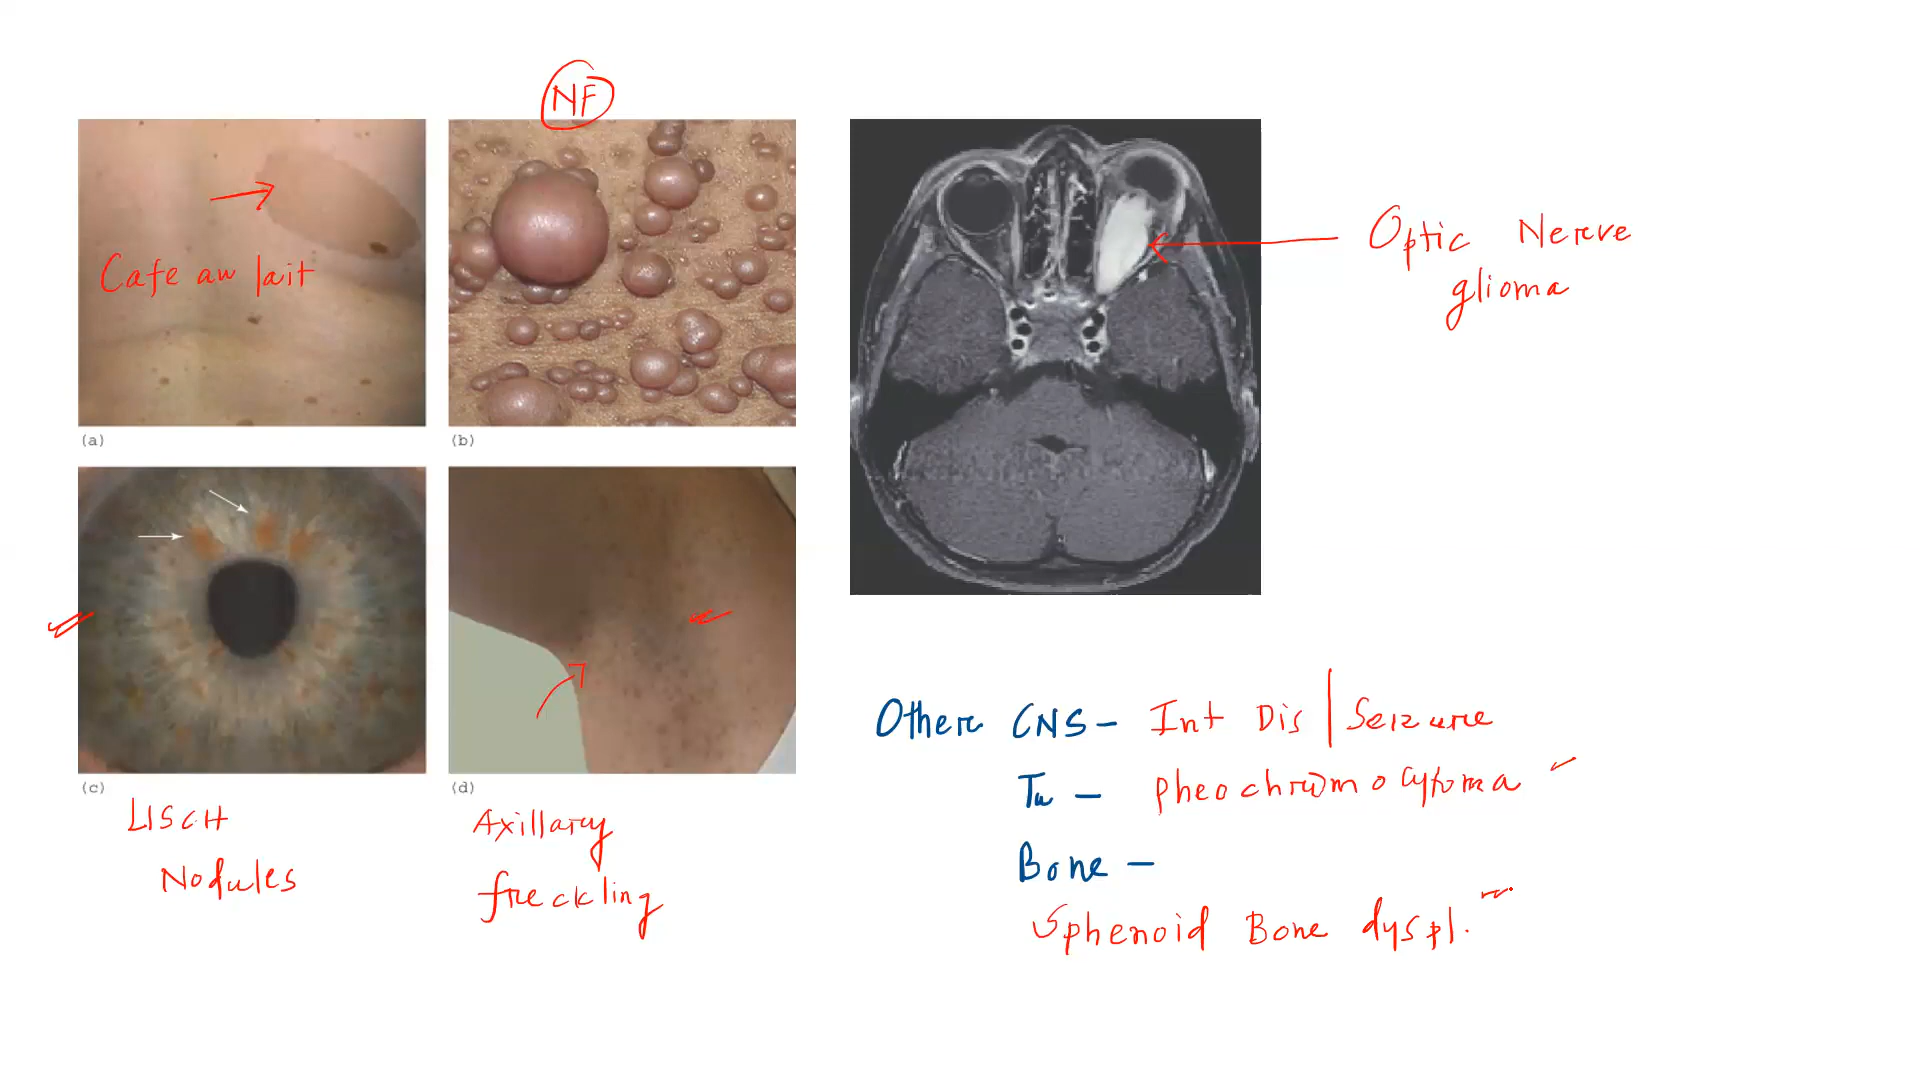 NF
Cafe au lait
(a)
(b)
Optic Nerve
glioma
(c)
(d)
LISCH
Nodules
Axillary
freckling
Other CNS - Int Dis | Seizure
Tu - pheochromocytoma
Bone -
Sphenoid Bone dyspl.